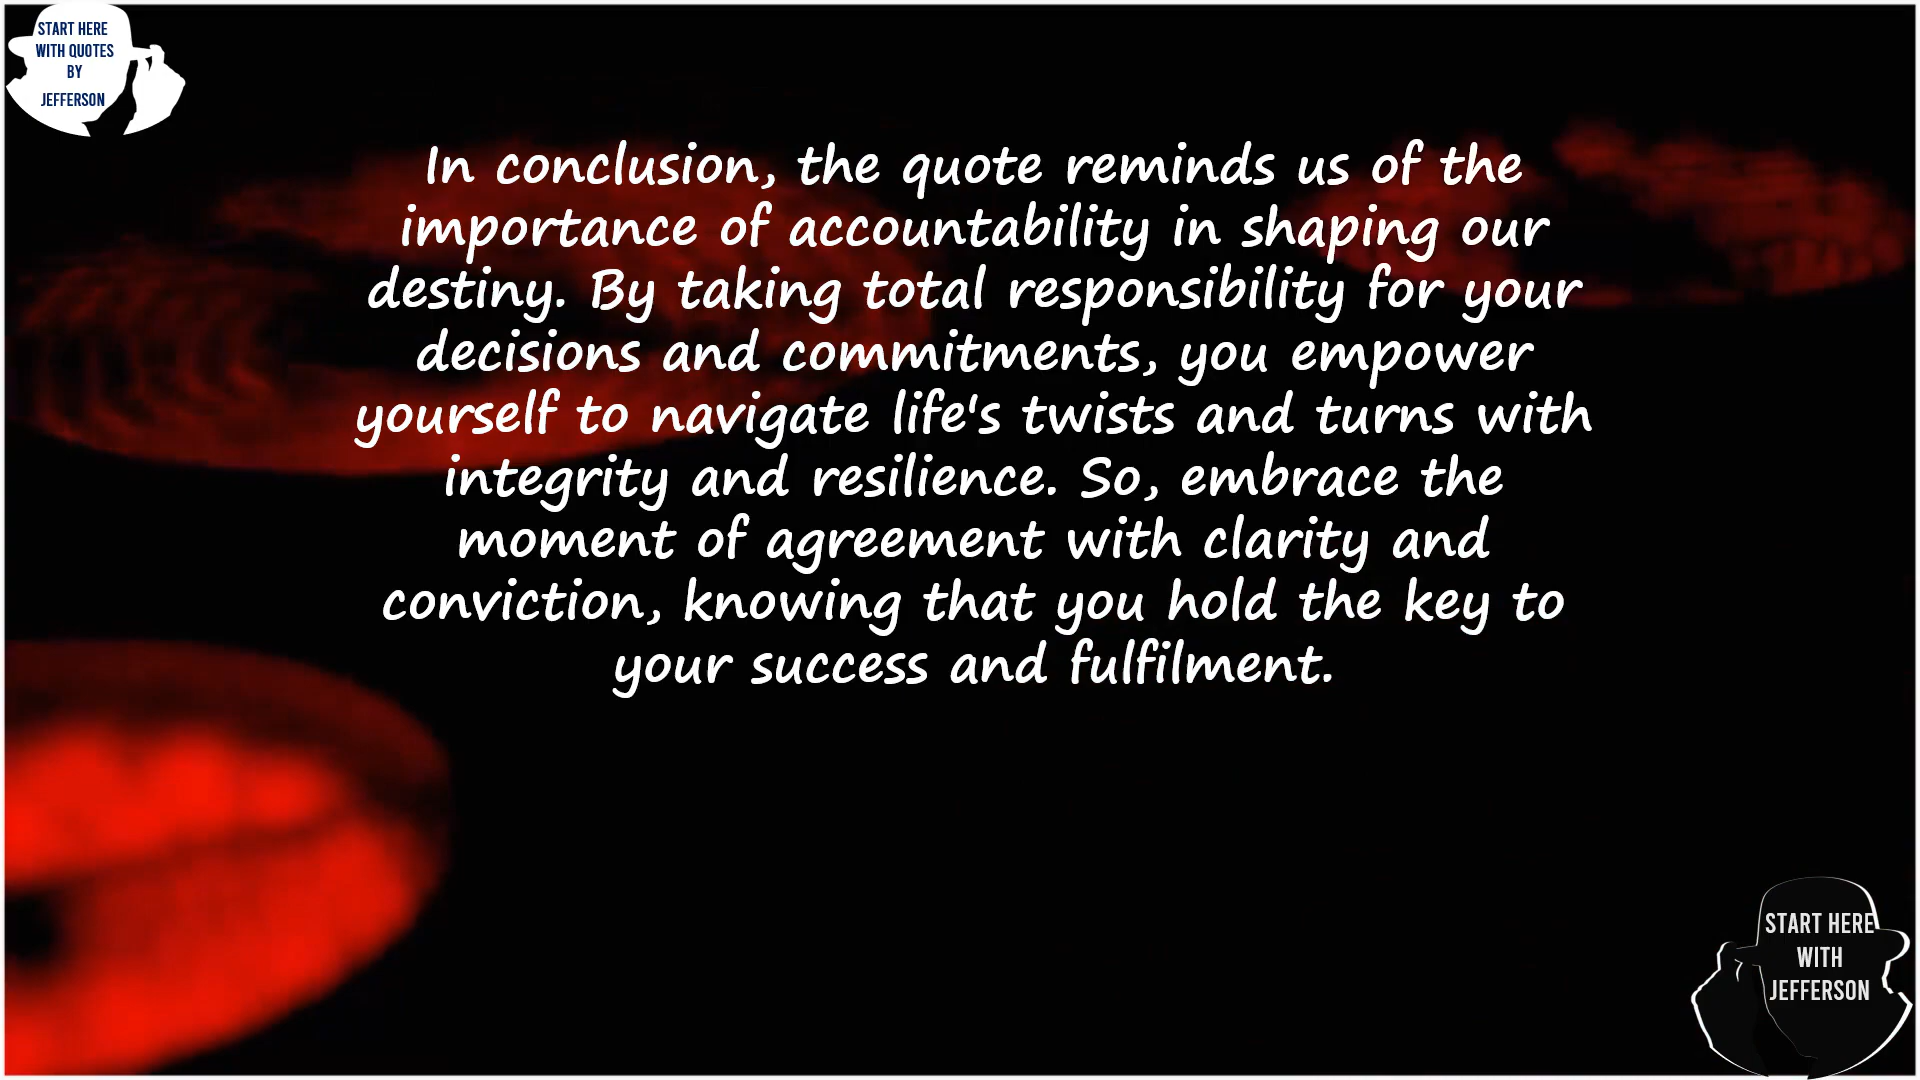 START HERE
WITH QUOTES
BY
JEFFERSON
In conclusion, the quote reminds us of the
importance of accountability in shaping our
destiny. By taking total responsibility for your
decisions and commitments, you empower
yourself to navigate life's twists and turns with
integrity and resilience. So, embrace the
moment of agreement with clarity and
conviction, knowing that you hold the key to
your success and fulfilment.
START HERE
WITH
JEFFERSON